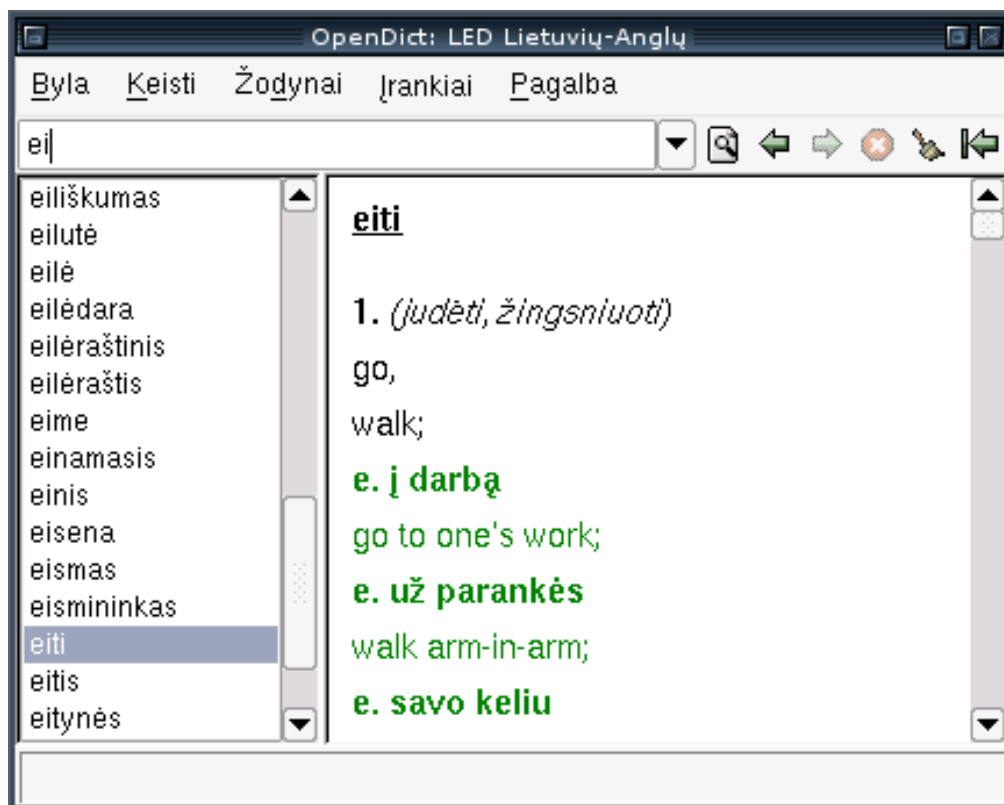 OpenDict: LED Lietuvių-Anglų
Byla Keisti Žodynai Įrankiai Pagalba
ei
eiliškumas
eilutė
eilė
eilėdara
eilėraštinis
eilėraštis
eime
einamasis
einis
eisena
eismas
eismininkas
eiti
eitis
eitynės
eiti
1. (judėti, žingsniuoti)
go,
walk;
e. į darbą
go to one's work;
e. už parankės
walk arm-in-arm;
e. savo keliu